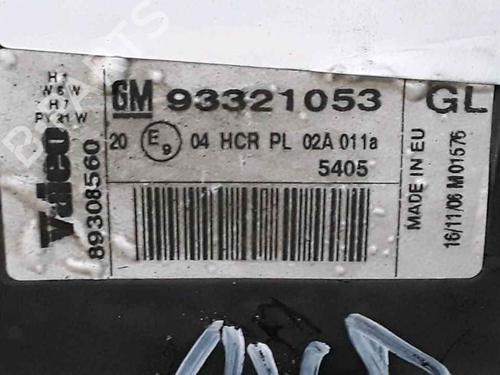 H1
W5W
H7
PY21W
Valeo
89308560
GM 93321053
20 E9 04 HCR PL 02A 011a
5405
GL
MADE IN EU
16/11/06 M 01576